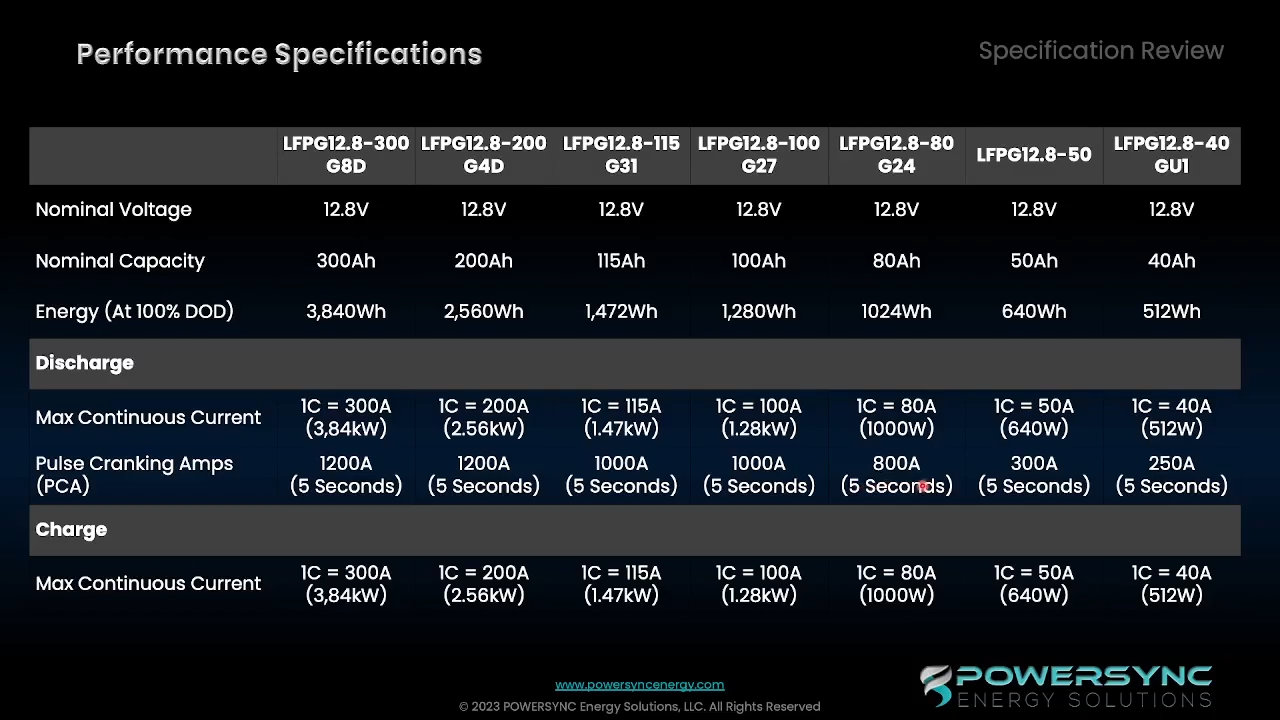 Performance Specifications
Specification Review
LFPG12.8-300 G8D LFPG12.8-200 G4D LFPG12.8-115 G31 LFPG12.8-100 G27 LFPG12.8-80 G24 LFPG12.8-50 LFPG12.8-40 GU1
Nominal Voltage 12.8V 12.8V 12.8V 12.8V 12.8V 12.8V 12.8V
Nominal Capacity 300Ah 200Ah 115Ah 100Ah 80Ah 50Ah 40Ah
Energy (At 100% DOD) 3,840Wh 2,560Wh 1,472Wh 1,280Wh 1024Wh 640Wh 512Wh
Discharge
Max Continuous Current 1C = 300A (3,84kW) 1C = 200A (2.56kW) 1C = 115A (1.47kW) 1C = 100A (1.28kW) 1C = 80A (1000W) 1C = 50A (640W) 1C = 40A (512W)
Pulse Cranking Amps (PCA) 1200A (5 Seconds) 1200A (5 Seconds) 1000A (5 Seconds) 1000A (5 Seconds) 800A (5 Seconds) 300A (5 Seconds) 250A (5 Seconds)
Charge
Max Continuous Current 1C = 300A (3,84kW) 1C = 200A (2.56kW) 1C = 115A (1.47kW) 1C = 100A (1.28kW) 1C = 80A (1000W) 1C = 50A (640W) 1C = 40A (512W)
www.powersyncenergy.com
© 2023 POWERSYNC Energy Solutions, LLC. All Rights Reserved
POWERSYNC
ENERGY SOLUTIONS